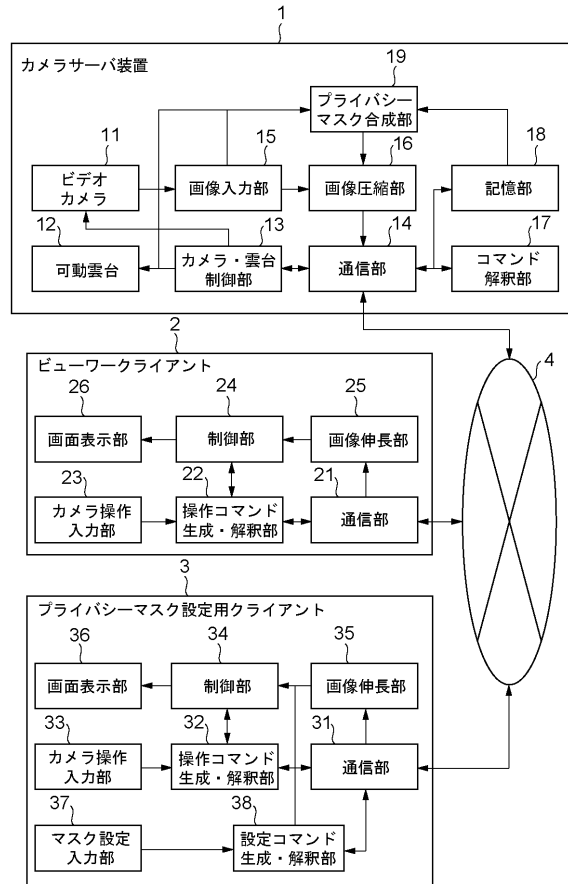 1
カメラサーバ装置
19
プライバシー
マスク合成部
11
15
16
18
ビデオ
カメラ
画像入力部
画像圧縮部
記憶部
12
13
14
17
可動雲台
カメラ・雲台
制御部
通信部
コマンド
解釈部
2
ビューワークライアント
4
26
24
25
画面表示部
制御部
画像伸長部
23
22
21
カメラ操作
入力部
操作コマンド
生成・解釈部
通信部
3
プライバシーマスク設定用クライアント
36
34
35
画面表示部
制御部
画像伸長部
33
32
31
カメラ操作
入力部
操作コマンド
生成・解釈部
通信部
37
38
マスク設定
入力部
設定コマンド
生成・解釈部